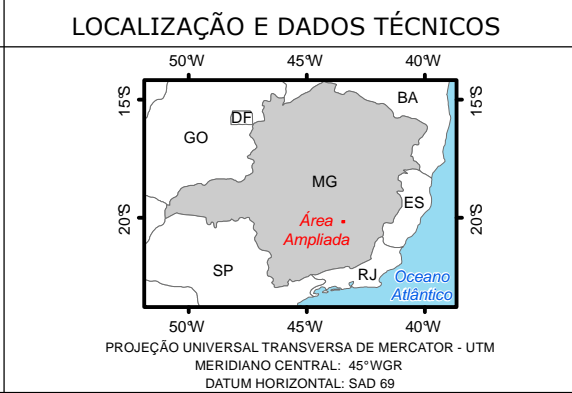 LOCALIZAÇÃO E DADOS TÉCNICOS
50°W 45°W 40°W
15°S 15°S
BA
DF
GO
MG
ES
Área
Ampliada
20°S 20°S
SP
RJ
Oceano
Atlântico
50°W 45°W 40°W
PROJEÇÃO UNIVERSAL TRANSVERSA DE MERCATOR - UTM
MERIDIANO CENTRAL: 45°WGR
DATUM HORIZONTAL: SAD 69